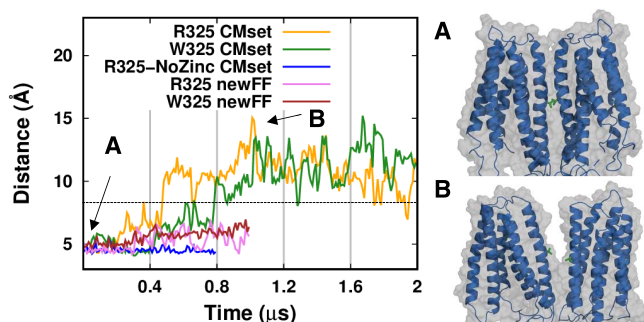 R325 CMset
W325 CMset
R325−NoZinc CMset
R325 newFF
W325 newFF
Distance (Å)
20
15
10
5
A
B
0.4
0.8
1.2
1.6
2
Time (μs)
A
B